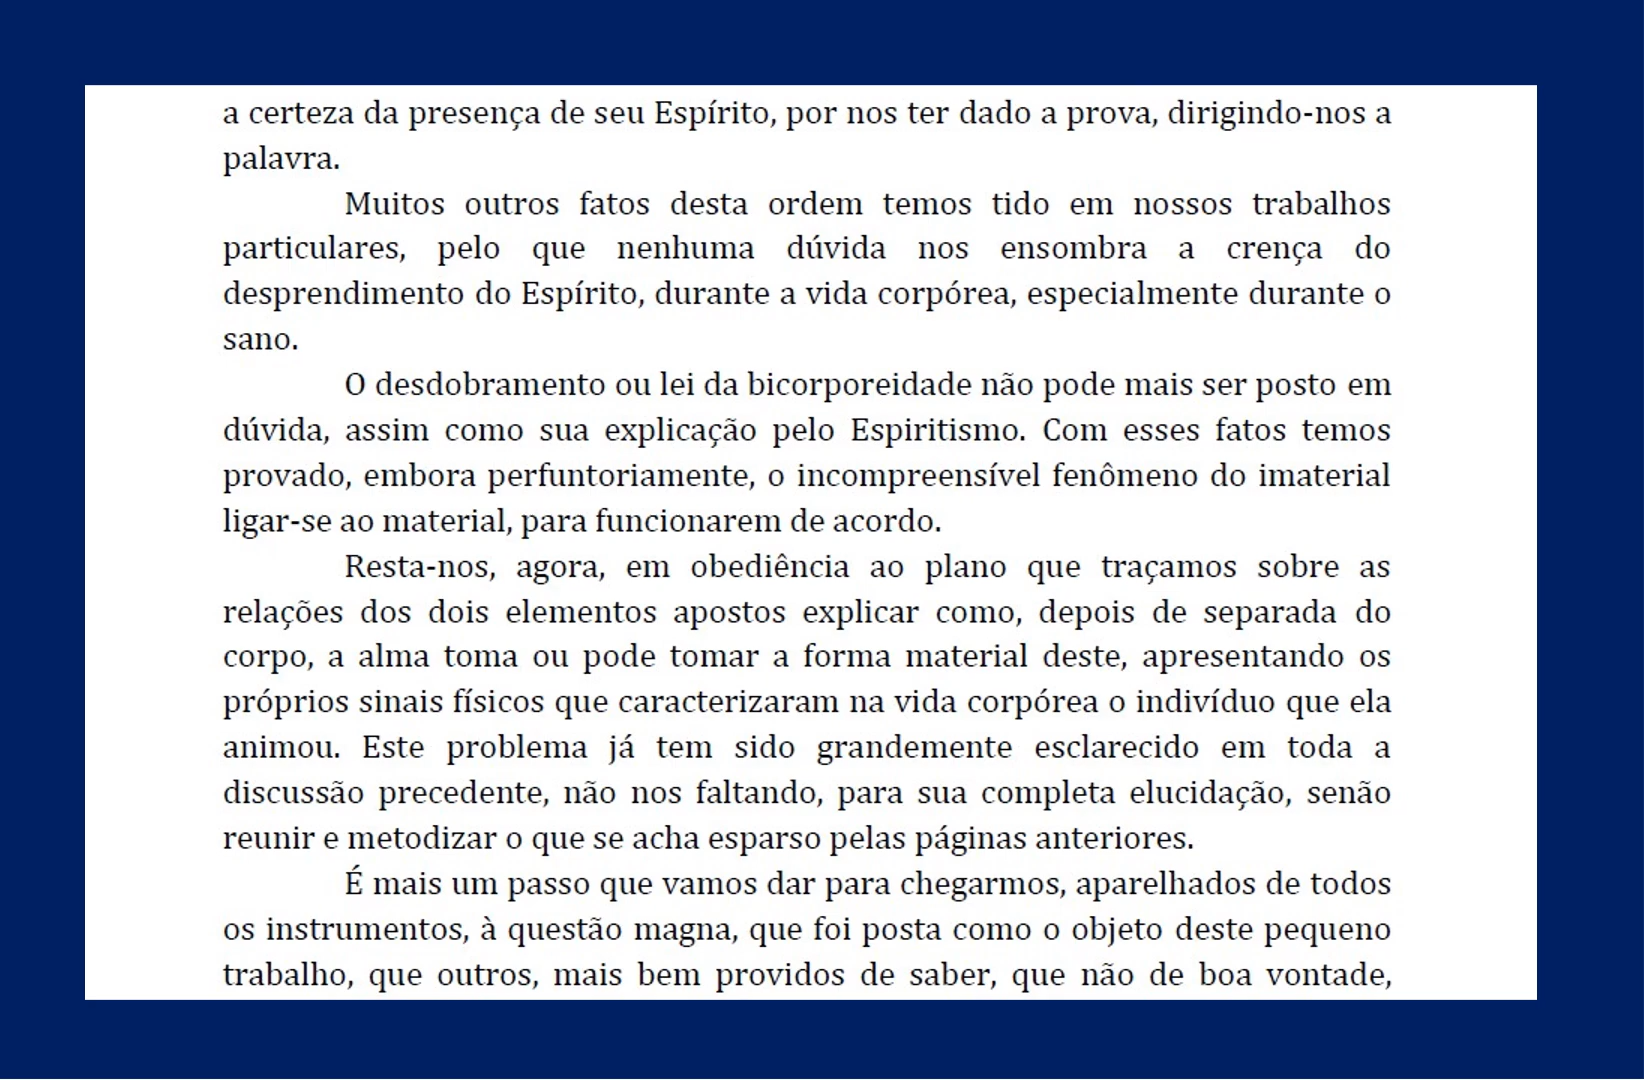 a certeza da presença de seu Espírito, por nos ter dado a prova, dirigindo-nos a
palavra.
Muitos outros fatos desta ordem temos tido em nossos trabalhos
particulares, pelo que nenhuma dúvida nos ensombra a crença do
desprendimento do Espírito, durante a vida corpórea, especialmente durante o
sano.
O desdobramento ou lei da bicorporeidade não pode mais ser posto em
dúvida, assim como sua explicação pelo Espiritismo. Com esses fatos temos
provado, embora perfuntoriamente, o incompreensível fenômeno do imaterial
ligar-se ao material, para funcionarem de acordo.
Resta-nos, agora, em obediência ao plano que traçamos sobre as
relações dos dois elementos apostos explicar como, depois de separada do
corpo, a alma toma ou pode tomar a forma material deste, apresentando os
próprios sinais físicos que caracterizaram na vida corpórea o indivíduo que ela
animou. Este problema já tem sido grandemente esclarecido em toda a
discussão precedente, não nos faltando, para sua completa elucidação, senão
reunir e metodizar o que se acha esparso pelas páginas anteriores.
É mais um passo que vamos dar para chegarmos, aparelhados de todos
os instrumentos, à questão magna, que foi posta como o objeto deste pequeno
trabalho, que outros, mais bem providos de saber, que não de boa vontade,